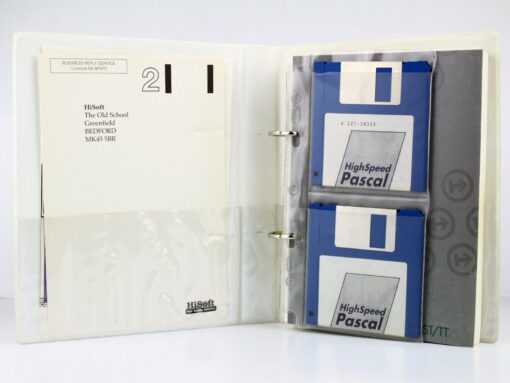 BUSINESS REPLY SERVICE
Licence No BF875
2
HiSoft
The Old School
Greenfield
BEDFORD
MK45 5BR
HiSoft
# 527-10314
HighSpeed
Pascal
HighSpeed
Pascal
ST/TT